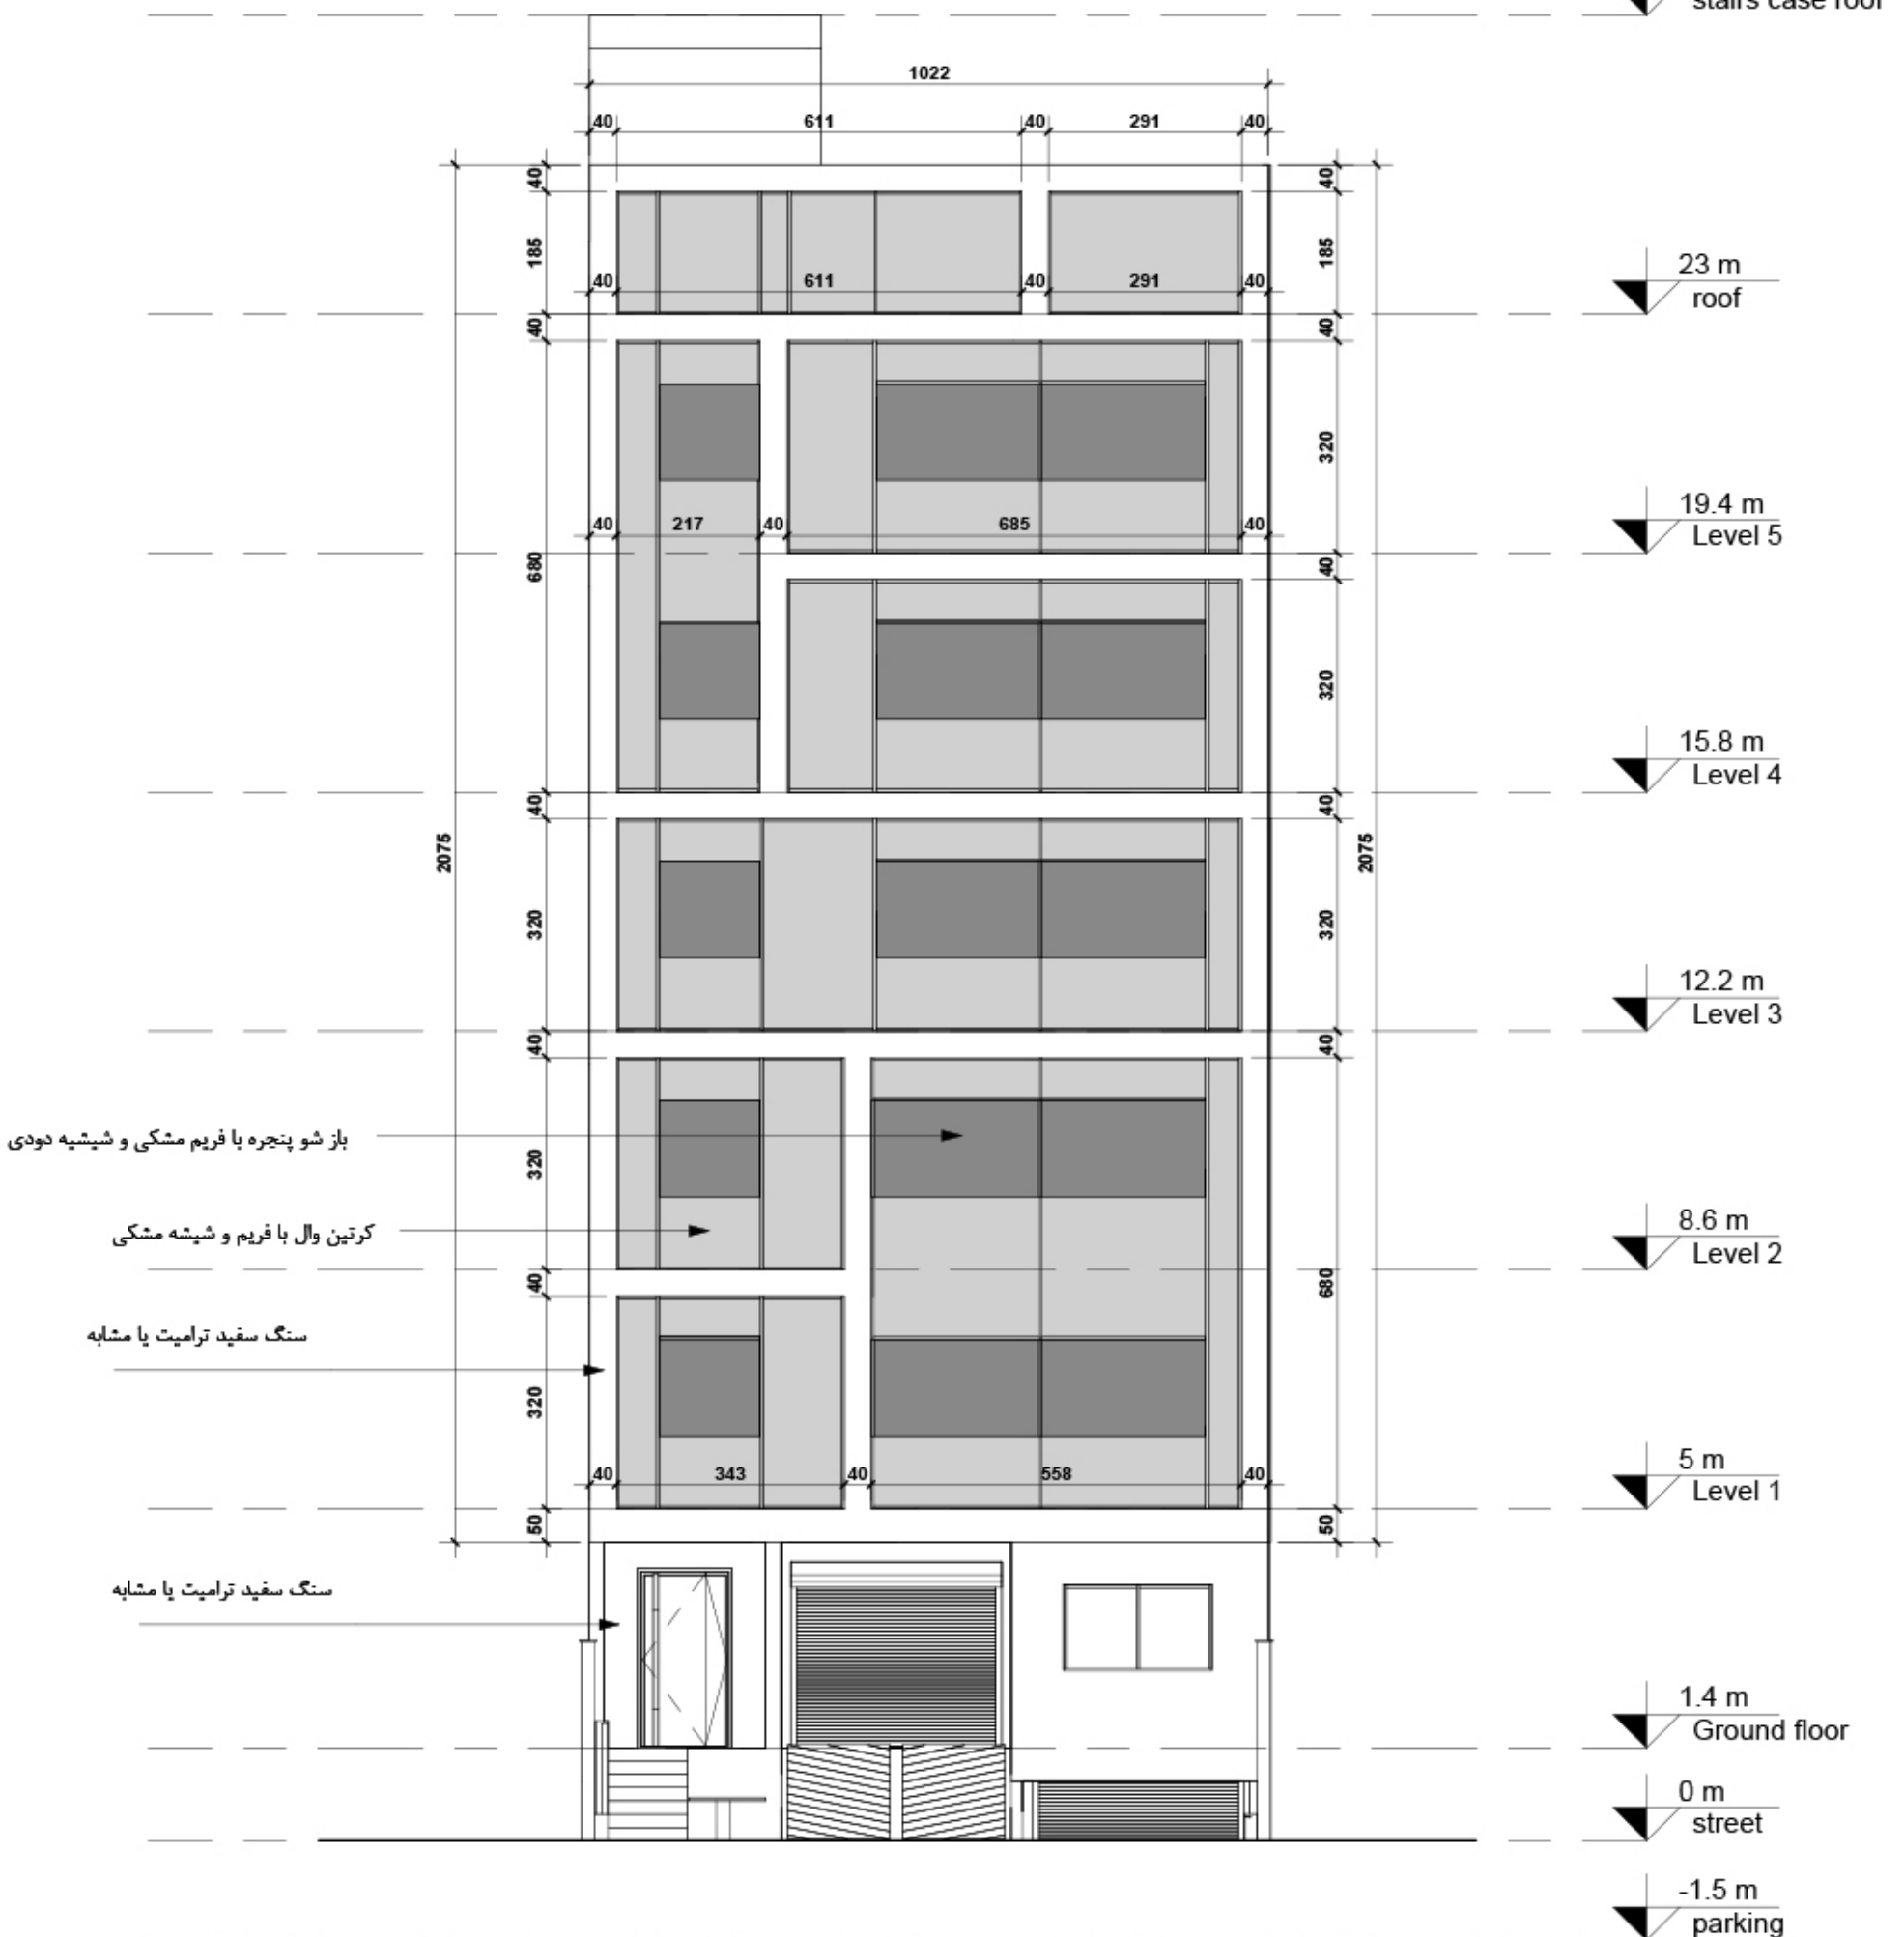 stairs case roof
1022
40 611 40 291 40
40 40
185 185
40 611 40 291 40
23 m
roof
40 40
320
40 217 40 685 40
19.4 m
Level 5
680 40
320
15.8 m
Level 4
40 40
2075 2075
320 320
12.2 m
Level 3
40 40
باز شو پنجره با فریم مشکی و شیشیه دودی
320
کرتین وال با فریم و شیشه مشکی
8.6 m
Level 2
40 680
سنگ سفید ترامیت یا مشابه
320
40 343 40 558 40
5 m
Level 1
50 50
سنگ سفید ترامیت یا مشابه
1.4 m
Ground floor
0 m
street
-1.5 m
parking